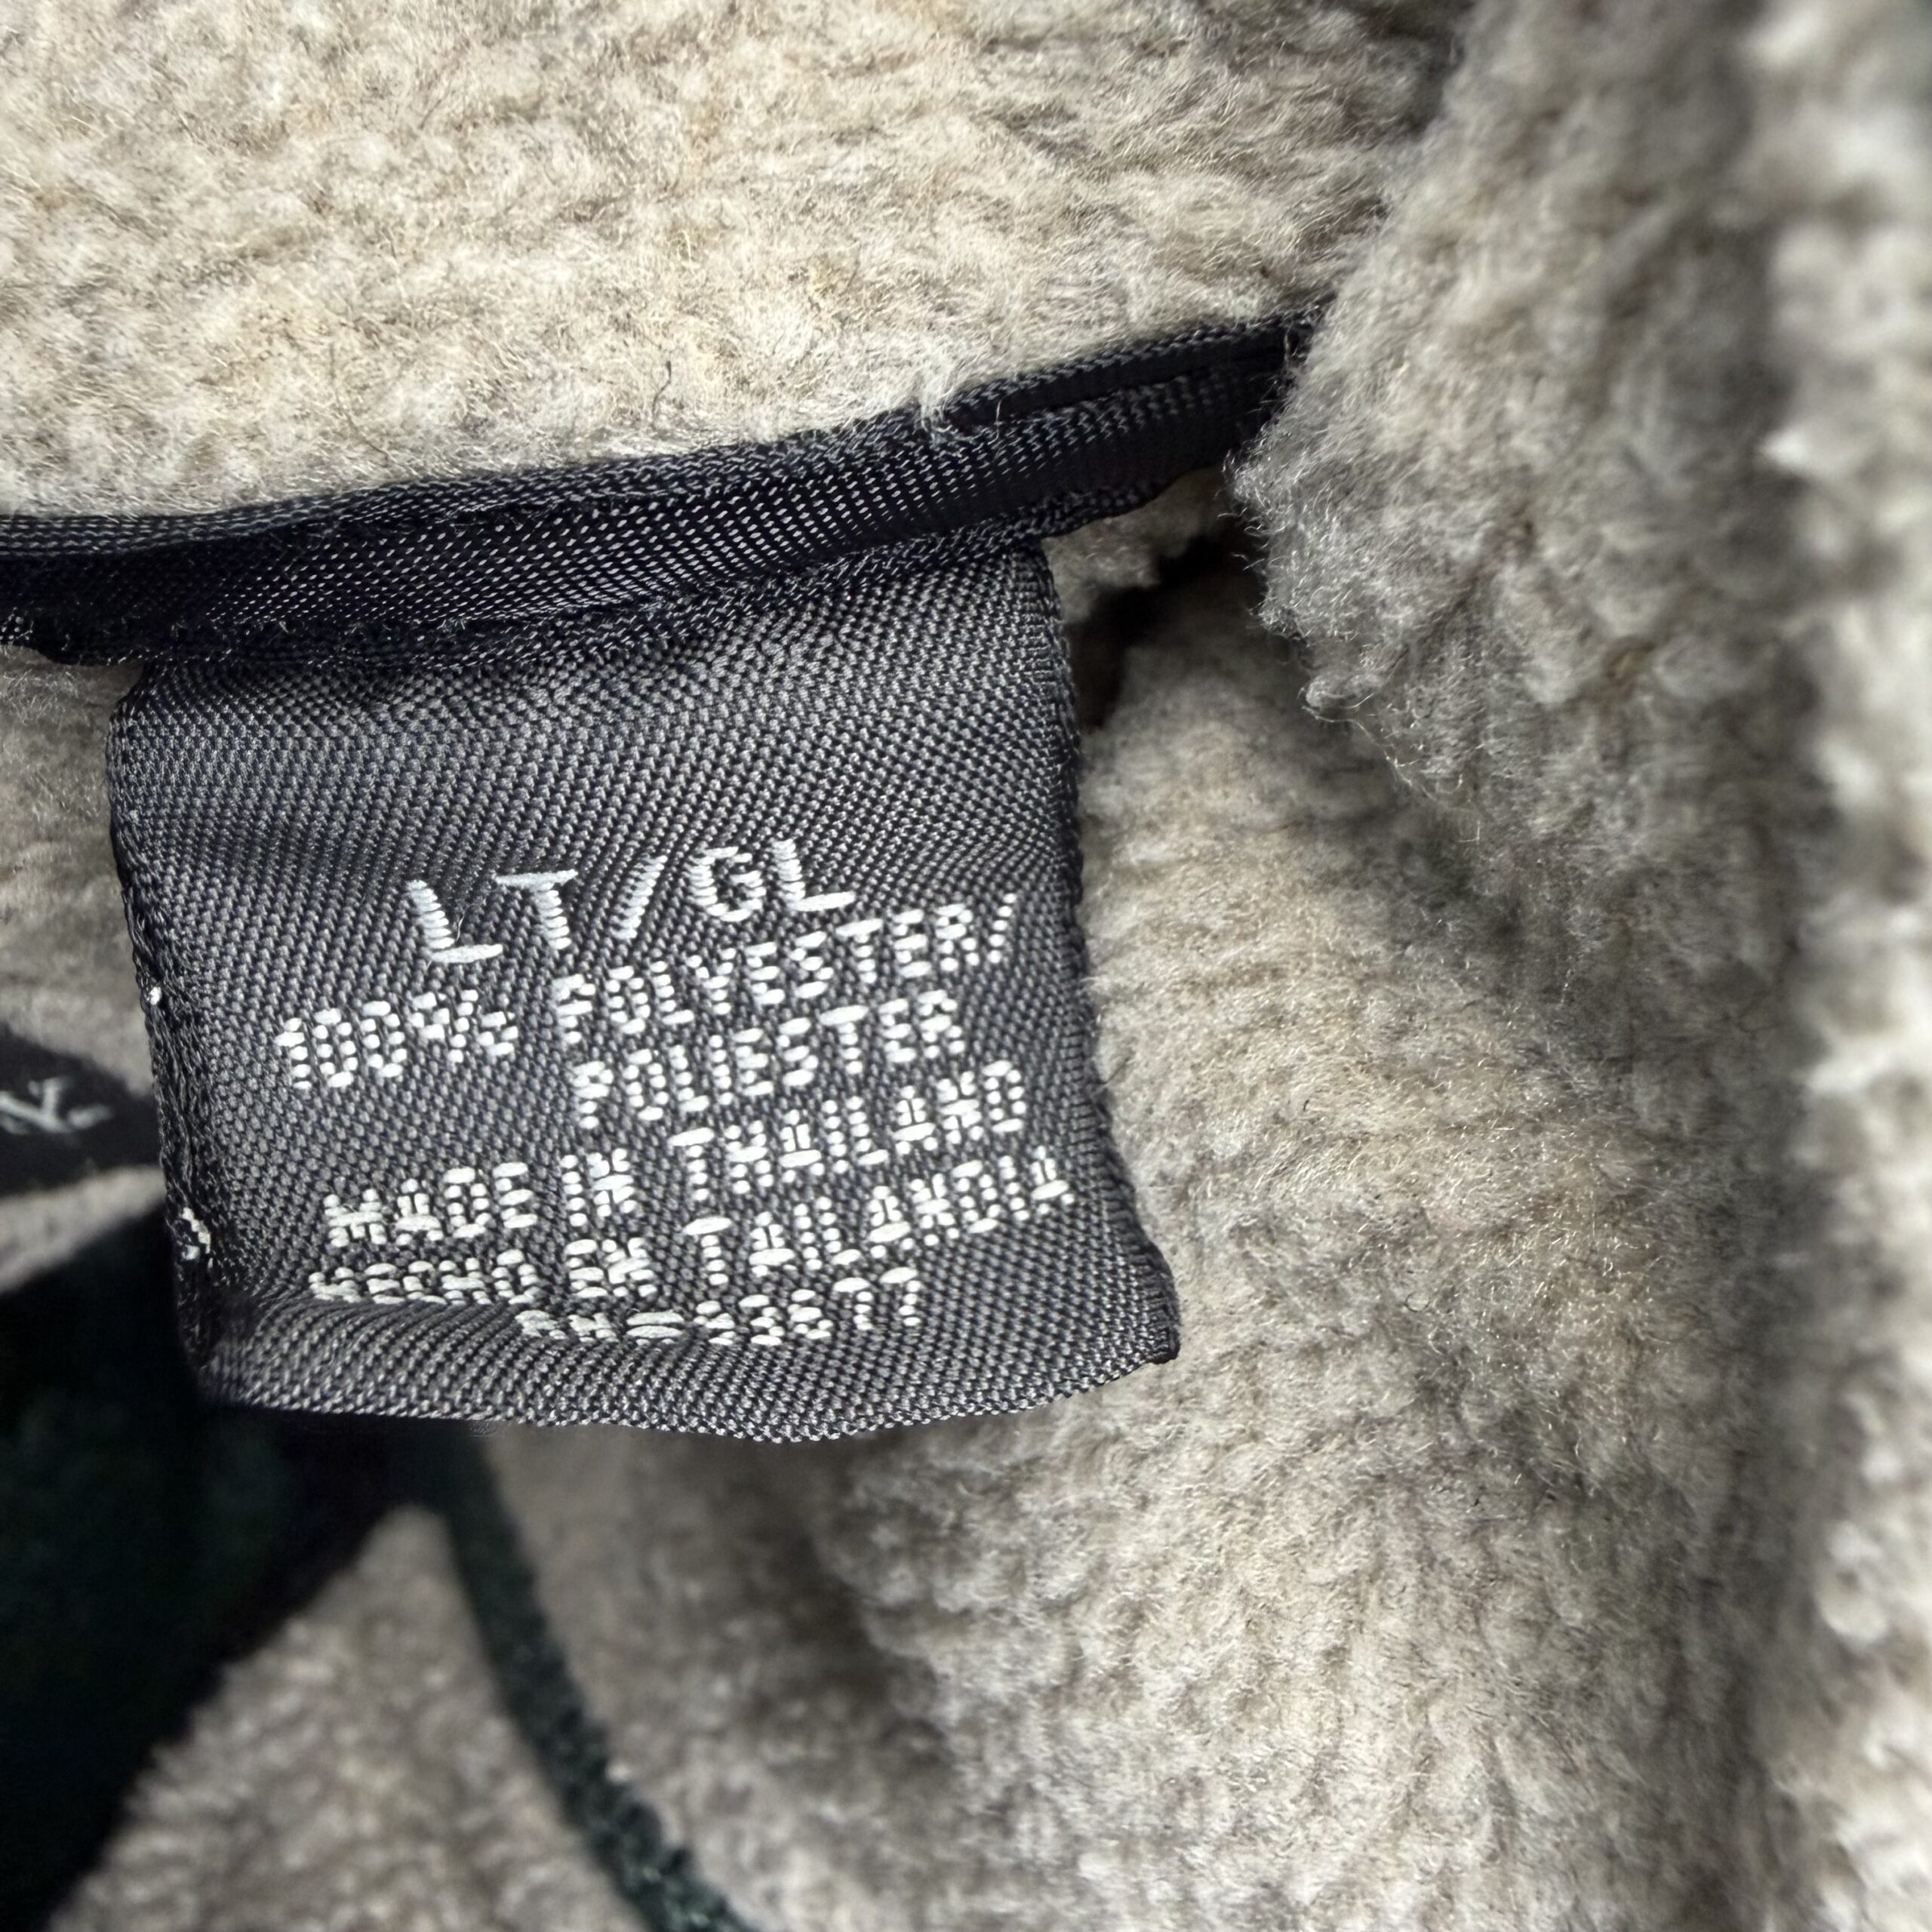 LT/GL
100% POLYESTER/
POLIESTER
MADE IN THAILAND
HECHO EN TAILANDIA